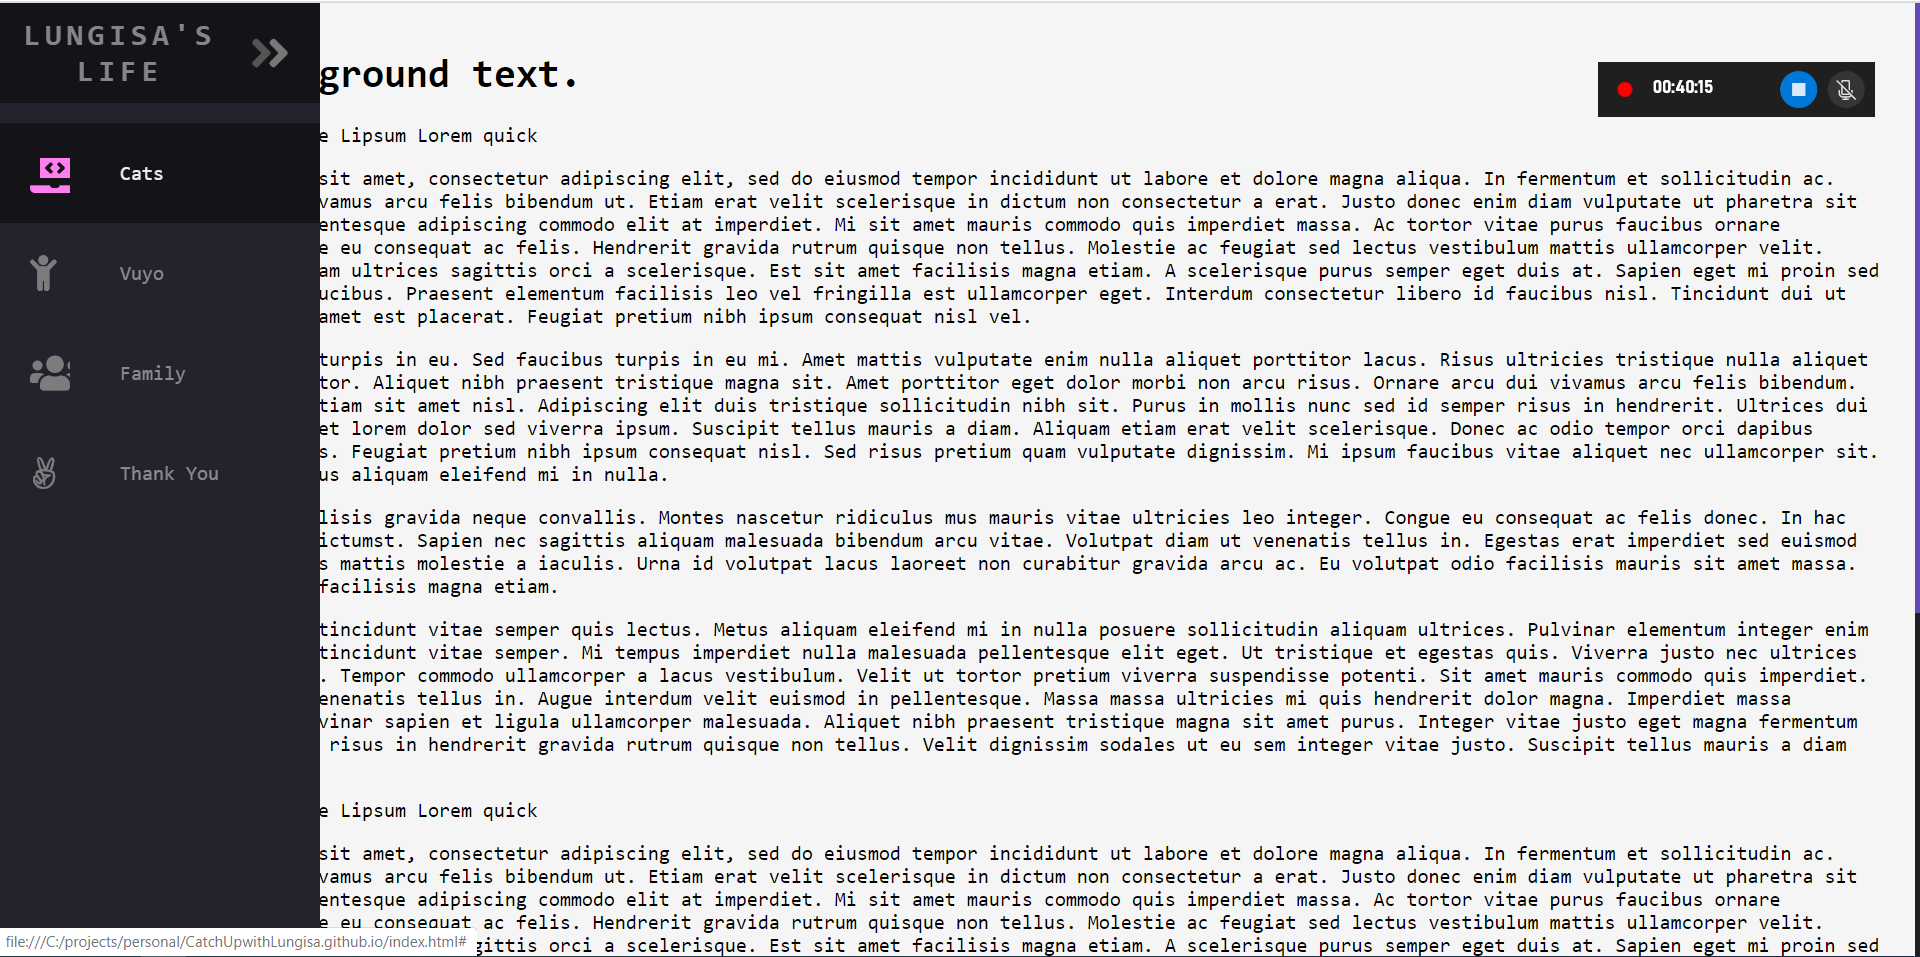 LUNGISA'S
LIFE
Cats
Vuyo
Family
Thank You
ground text.
00:40:15
e Lipsum Lorem quick
sit amet, consectetur adipiscing elit, sed do eiusmod tempor incididunt ut labore et dolore magna aliqua. In fermentum et sollicitudin ac.
vamus arcu felis bibendum ut. Etiam erat velit scelerisque in dictum non consectetur a erat. Justo donec enim diam vulputate ut pharetra sit
entesque adipiscing commodo elit at imperdiet. Mi sit amet mauris commodo quis imperdiet massa. Ac tortor vitae purus faucibus ornare
e eu consequat ac felis. Hendrerit gravida rutrum quisque non tellus. Molestie ac feugiat sed lectus vestibulum mattis ullamcorper velit.
am ultrices sagittis orci a scelerisque. Est sit amet facilisis magna etiam. A scelerisque purus semper eget duis at. Sapien eget mi proin sed
ucibus. Praesent elementum facilisis leo vel fringilla est ullamcorper eget. Interdum consectetur libero id faucibus nisl. Tincidunt dui ut
amet est placerat. Feugiat pretium nibh ipsum consequat nisl vel.
turpis in eu. Sed faucibus turpis in eu mi. Amet mattis vulputate enim nulla aliquet porttitor lacus. Risus ultricies tristique nulla aliquet
tor. Aliquet nibh praesent tristique magna sit. Amet porttitor eget dolor morbi non arcu risus. Ornare arcu dui vivamus arcu felis bibendum.
tiam sit amet nisl. Adipiscing elit duis tristique sollicitudin nibh sit. Purus in mollis nunc sed id semper risus in hendrerit. Ultrices dui
et lorem dolor sed viverra ipsum. Suscipit tellus mauris a diam. Aliquam etiam erat velit scelerisque. Donec ac odio tempor orci dapibus
s. Feugiat pretium nibh ipsum consequat nisl. Sed risus pretium quam vulputate dignissim. Mi ipsum faucibus vitae aliquet nec ullamcorper sit.
us aliquam eleifend mi in nulla.
lisis gravida neque convallis. Montes nascetur ridiculus mus mauris vitae ultricies leo integer. Congue eu consequat ac felis donec. In hac
ictumst. Sapien nec sagittis aliquam malesuada bibendum arcu vitae. Volutpat diam ut venenatis tellus in. Egestas erat imperdiet sed euismod
s mattis molestie a iaculis. Urna id volutpat lacus laoreet non curabitur gravida arcu ac. Eu volutpat odio facilisis mauris sit amet massa.
facilisis magna etiam.
tincidunt vitae semper quis lectus. Metus aliquam eleifend mi in nulla posuere sollicitudin aliquam ultrices. Pulvinar elementum integer enim
tincidunt vitae semper. Mi tempus imperdiet nulla malesuada pellentesque elit eget. Ut tristique et egestas quis. Viverra justo nec ultrices
. Tempor commodo ullamcorper a lacus vestibulum. Velit ut tortor pretium viverra suspendisse potenti. Sit amet mauris commodo quis imperdiet.
enenatis tellus in. Augue interdum velit euismod in pellentesque. Massa massa ultricies mi quis hendrerit dolor magna. Imperdiet massa
vinar sapien et ligula ullamcorper malesuada. Aliquet nibh praesent tristique magna sit amet purus. Integer vitae justo eget magna fermentum
risus in hendrerit gravida rutrum quisque non tellus. Velit dignissim sodales ut eu sem integer vitae justo. Suscipit tellus mauris a diam
e Lipsum Lorem quick
sit amet, consectetur adipiscing elit, sed do eiusmod tempor incididunt ut labore et dolore magna aliqua. In fermentum et sollicitudin ac.
vamus arcu felis bibendum ut. Etiam erat velit scelerisque in dictum non consectetur a erat. Justo donec enim diam vulputate ut pharetra sit
entesque adipiscing commodo elit at imperdiet. Mi sit amet mauris commodo quis imperdiet massa. Ac tortor vitae purus faucibus ornare
e eu consequat ac felis. Hendrerit gravida rutrum quisque non tellus. Molestie ac feugiat sed lectus vestibulum mattis ullamcorper velit.
gittis orci a scelerisque. Est sit amet facilisis magna etiam. A scelerisque purus semper eget duis at. Sapien eget mi proin sed
file:///C:/projects/personal/CatchUpwithLungisa.github.io/index.html#